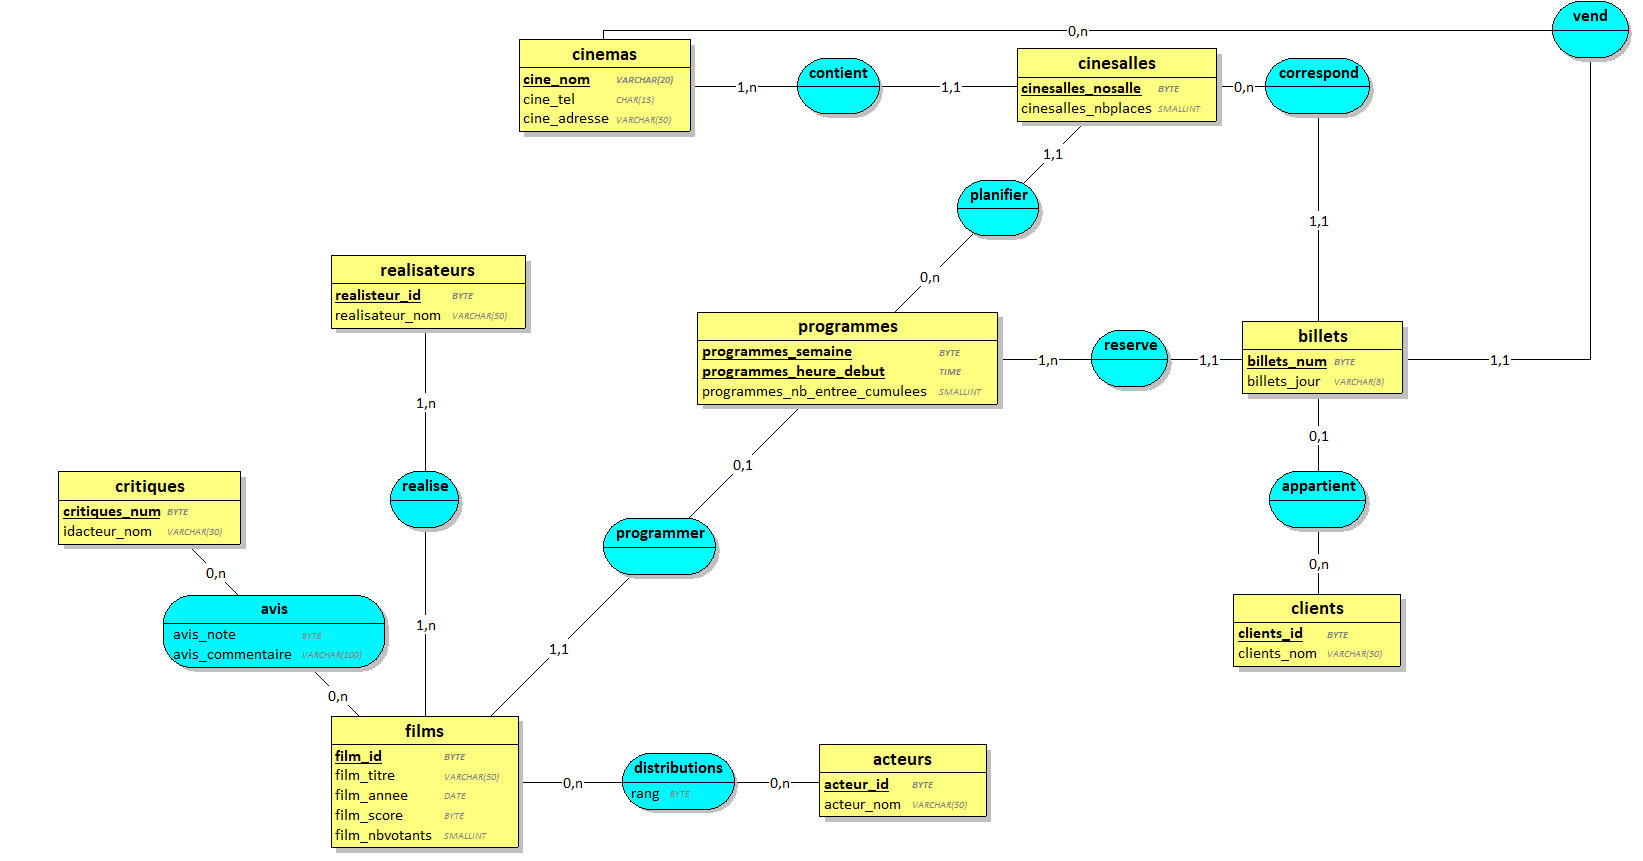 vend
0,n
cinemas
cine_nom VARCHAR(20)
cine_tel CHAR(15)
cine_adresse VARCHAR(50)
1,n
contient
1,1
cinesalles
cinesalles_nosalle BYTE
cinesalles_nbplaces SMALLINT
0,n
correspond
1,1
planifier
1,1
0,n
realisateurs
realisteur_id BYTE
realisateur_nom VARCHAR(50)
programmes
programmes_semaine BYTE
programmes_heure_debut TIME
programmes_nb_entree_cumulees SMALLINT
1,n
reserve
1,1
billets
billets_num BYTE
billets_jour VARCHAR(8)
1,1
1,n
0,1
0,1
critiques
critiques_num BYTE
idacteur_nom VARCHAR(30)
realise
appartient
programmer
0,n
0,n
avis
avis_note BYTE
avis_commentaire VARCHAR(100)
1,n
clients
clients_id BYTE
clients_nom VARCHAR(50)
1,1
0,n
films
film_id BYTE
film_titre VARCHAR(50)
film_annee DATE
film_score BYTE
film_nbvotants SMALLINT
0,n
distributions
rang BYTE
0,n
acteurs
acteur_id BYTE
acteur_nom VARCHAR(50)